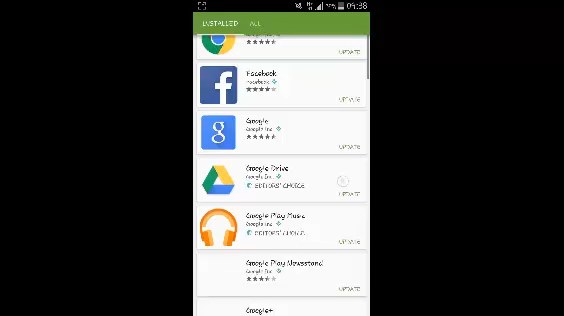 09:38
INSTALLED ALL
UPDATE
Facebook
Facebook
UPDATE
Google
Google Inc.
UPDATE
Google Drive
Google Inc.
EDITORS' CHOICE
UPDATE
Google Play Music
Google Inc.
EDITORS' CHOICE
UPDATE
Google Play Newsstand
Google Inc.
UPDATE
Google+